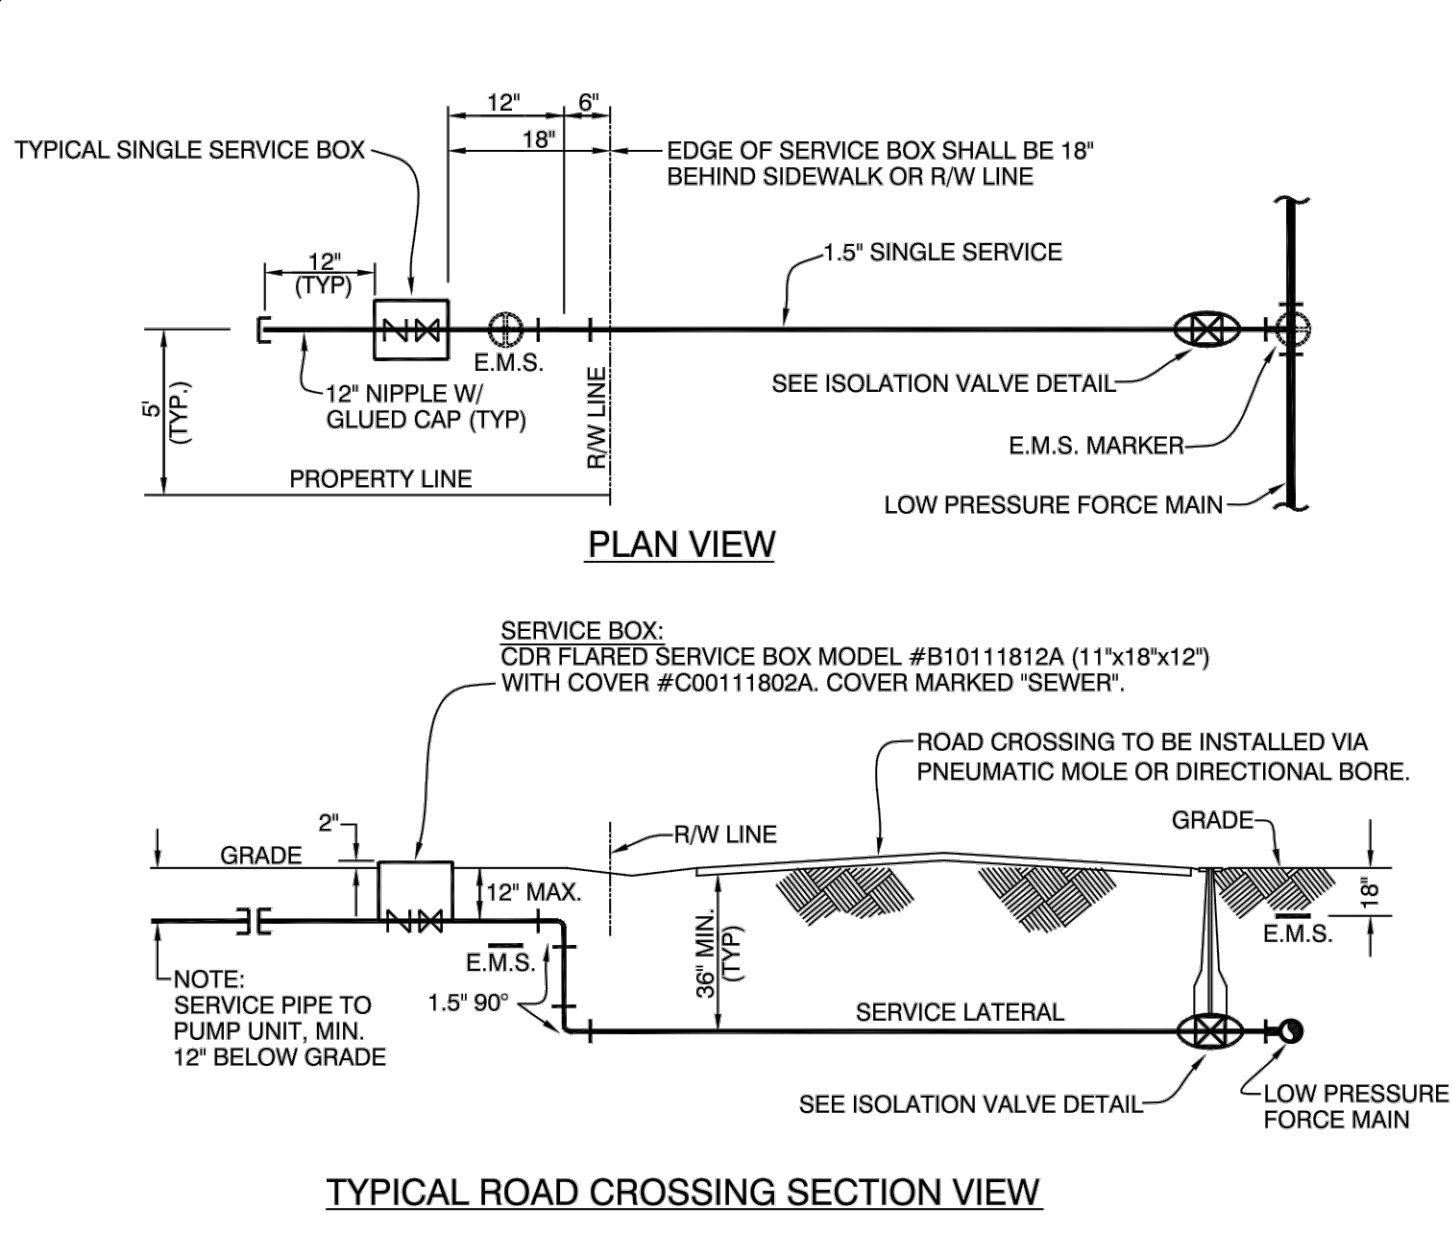 12" 6"
18"
TYPICAL SINGLE SERVICE BOX
EDGE OF SERVICE BOX SHALL BE 18"
BEHIND SIDEWALK OR R/W LINE
1.5" SINGLE SERVICE
12"
(TYP)
E.M.S.
12" NIPPLE W/
GLUED CAP (TYP)
5'
(TYP.)
R/W LINE
SEE ISOLATION VALVE DETAIL
E.M.S. MARKER
PROPERTY LINE
LOW PRESSURE FORCE MAIN
PLAN VIEW
SERVICE BOX:
CDR FLARED SERVICE BOX MODEL #B10111812A (11"x18"x12")
WITH COVER #C00111802A. COVER MARKED "SEWER".
ROAD CROSSING TO BE INSTALLED VIA
PNEUMATIC MOLE OR DIRECTIONAL BORE.
2"
R/W LINE
GRADE
GRADE
12" MAX.
18"
36" MIN.
(TYP)
E.M.S.
E.M.S.
NOTE:
SERVICE PIPE TO
PUMP UNIT, MIN.
12" BELOW GRADE
1.5" 90°
SERVICE LATERAL
SEE ISOLATION VALVE DETAIL
LOW PRESSURE
FORCE MAIN
TYPICAL ROAD CROSSING SECTION VIEW